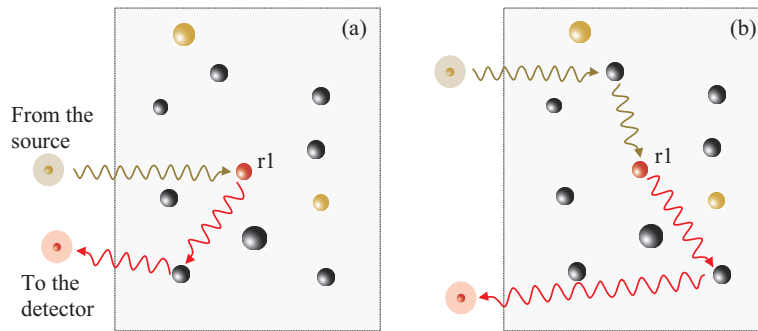 (a)
(b)
From the
source
r1
r1
To the
detector